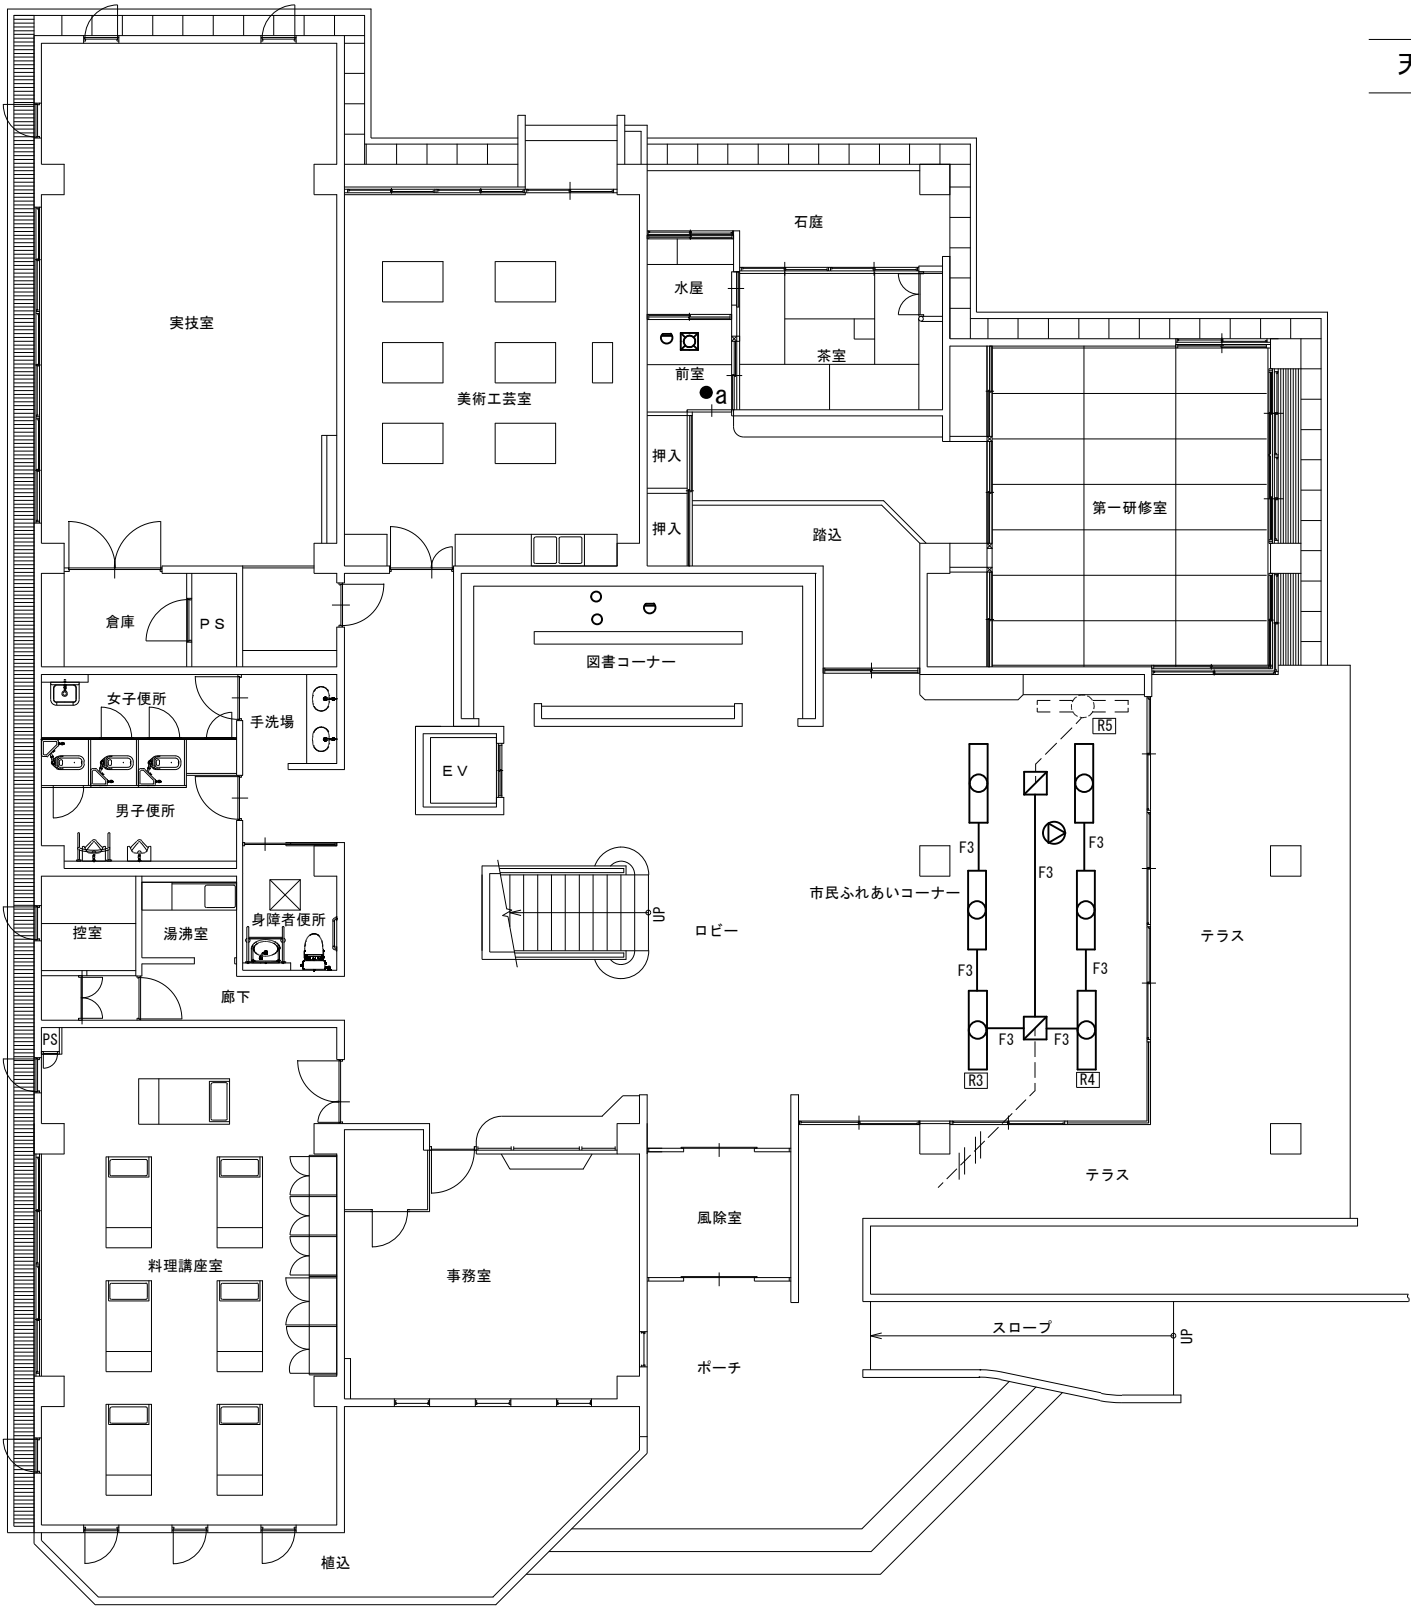 石庭
水屋
実技室
茶室
前室
a
美術工芸室
押入
第一研修室
押入
踏込
倉庫
PS
図書コーナー
女子便所
手洗場
R5
EV
男子便所
F3
F3
F3
市民ふれあいコーナー
UP
身障者便所
控室
湯沸室
ロビー
テラス
F3
F3
廊下
PS
F3
F3
R3
R4
テラス
風除室
料理講座室
事務室
スロープ
UP
ポーチ
植込